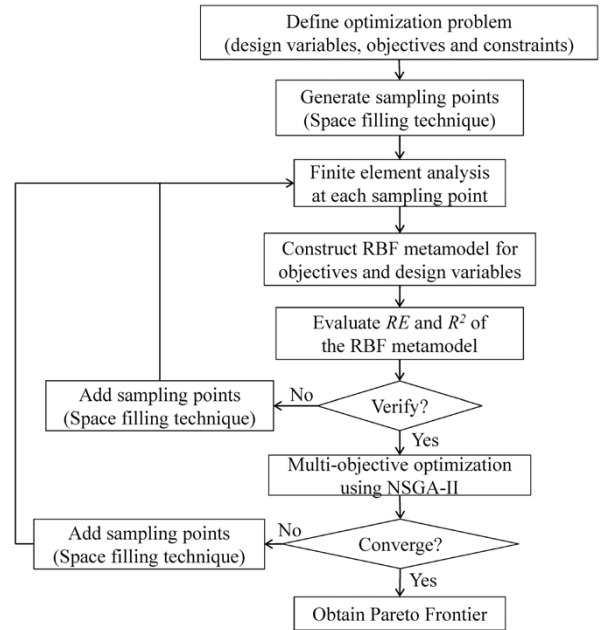 Define optimization problem
(design variables, objectives and constraints)
Generate sampling points
(Space filling technique)
Finite element analysis
at each sampling point
Construct RBF metamodel for
objectives and design variables
Evaluate RE and R² of
the RBF metamodel
Add sampling points
(Space filling technique)
No
Verify?
Yes
Multi-objective optimization
using NSGA-II
Add sampling points
(Space filling technique)
No
Converge?
Yes
Obtain Pareto Frontier